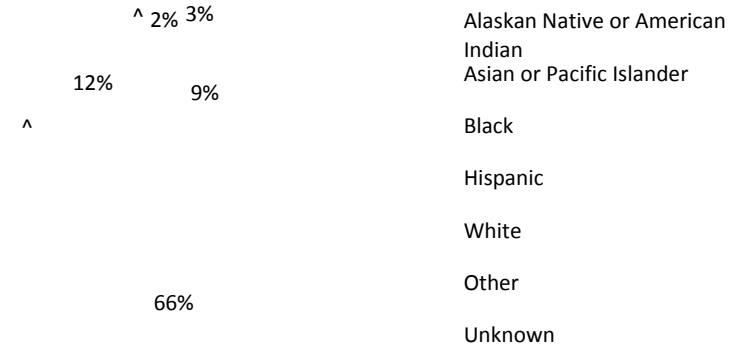 ^ 2% 3%
12%
9%
^
66%
Alaskan Native or American
Indian
Asian or Pacific Islander
Black
Hispanic
White
Other
Unknown